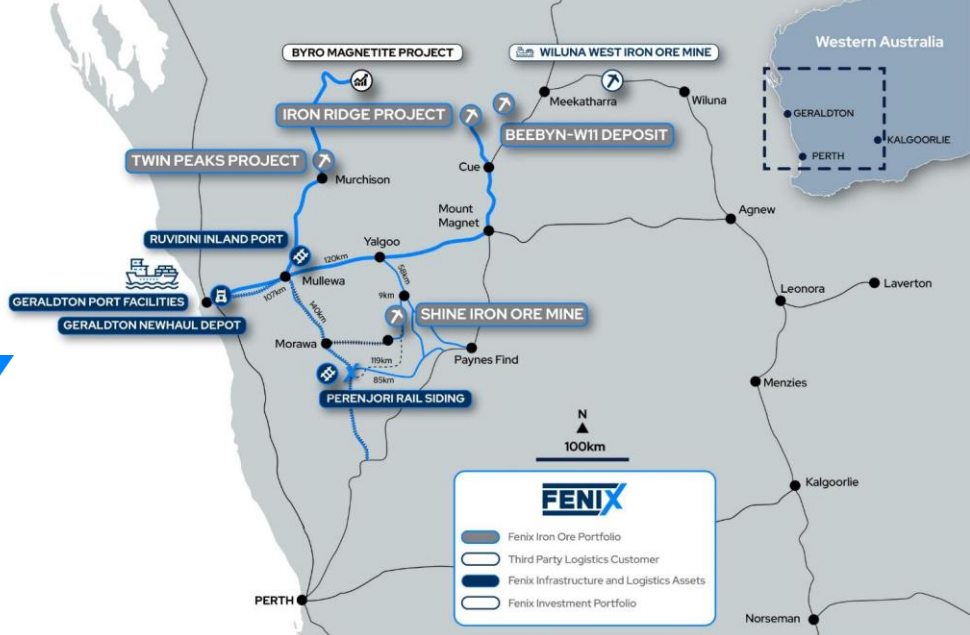 Western Australia
GERALDTON
KALGOORLIE
PERTH
BYRO MAGNETITE PROJECT
WILUNA WEST IRON ORE MINE
Meekatharra
Wiluna
IRON RIDGE PROJECT
BEEBYN-W11 DEPOSIT
TWIN PEAKS PROJECT
Murchison
Cue
Mount
Magnet
Agnew
RUVIDINI INLAND PORT
Yalgoo
120km
58km
Mullewa
107km
140km
9km
GERALDTON PORT FACILITIES
GERALDTON NEWHAUL DEPOT
SHINE IRON ORE MINE
Leonora
Laverton
Morawa
119km
85km
Paynes Find
PERENJORI RAIL SIDING
Menzies
N
100km
Kalgoorlie
FENIX
Fenix Iron Ore Portfolio
Third Party Logistics Customer
Fenix Infrastructure and Logistics Assets
Fenix Investment Portfolio
PERTH
Norseman